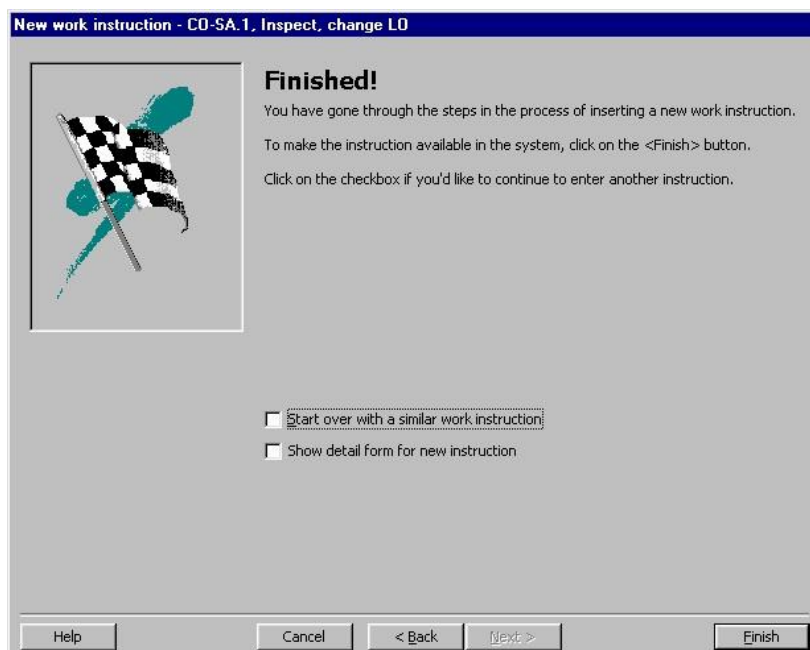 New work instruction - CO-SA.1, Inspect, change LO
Finished!
You have gone through the steps in the process of inserting a new work instruction.
To make the instruction available in the system, click on the <Finish> button.
Click on the checkbox if you'd like to continue to enter another instruction.
Start over with a similar work instruction
Show detail form for new instruction
Help Cancel < Back Next > Finish